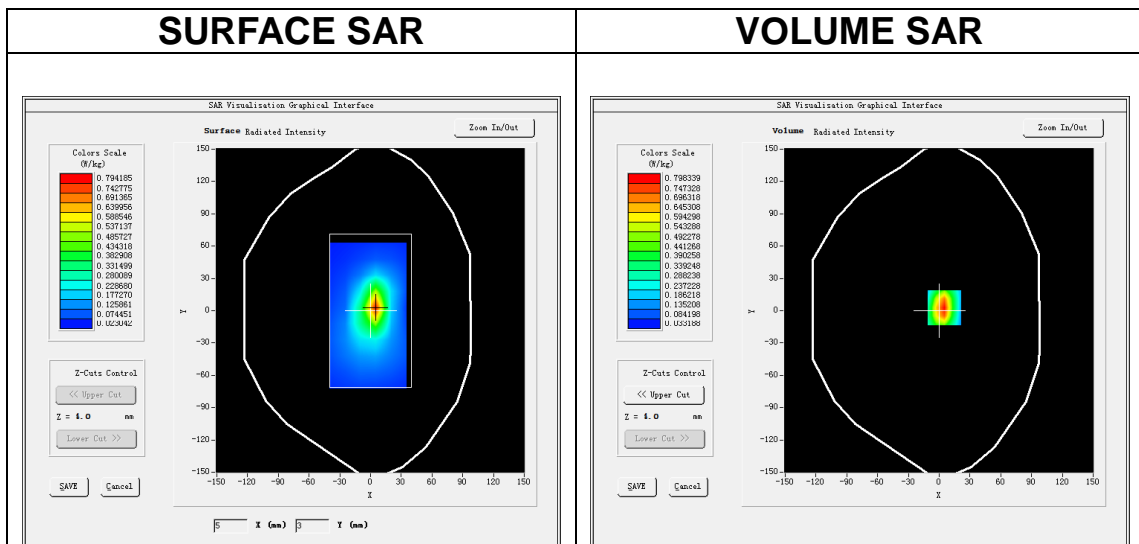 SURFACE SAR
VOLUME SAR
SAR Visualisation Graphical Interface
Surface Radiated Intensity
Zoom In/Out
Colors Scale
(W/kg)
0.794185
0.742775
0.691365
0.639956
0.588546
0.537137
0.485727
0.434318
0.382908
0.331499
0.280089
0.228680
0.177270
0.125861
0.074451
0.023042
150
120
90
60
30
0
-30
-60
-90
-120
-150
Y
-150 -120 -90 -60 -30 0 30 60 90 120 150
X
Z-Cuts Control
<< Upper Cut
Z = 4.0 mm
Lower Cut >>
SAVE Cancel
5 X (mm) 3 Y (mm)
SAR Visualisation Graphical Interface
Volume Radiated Intensity
Zoom In/Out
Colors Scale
(W/kg)
0.798339
0.747328
0.696318
0.645308
0.594298
0.543288
0.492278
0.441268
0.390258
0.339248
0.288238
0.237228
0.186218
0.135208
0.084198
0.033188
150
120
90
60
30
0
-30
-60
-90
-120
-150
Y
-150 -120 -90 -60 -30 0 30 60 90 120 150
X
Z-Cuts Control
<< Upper Cut
Z = 4.0 mm
Lower Cut >>
SAVE Cancel